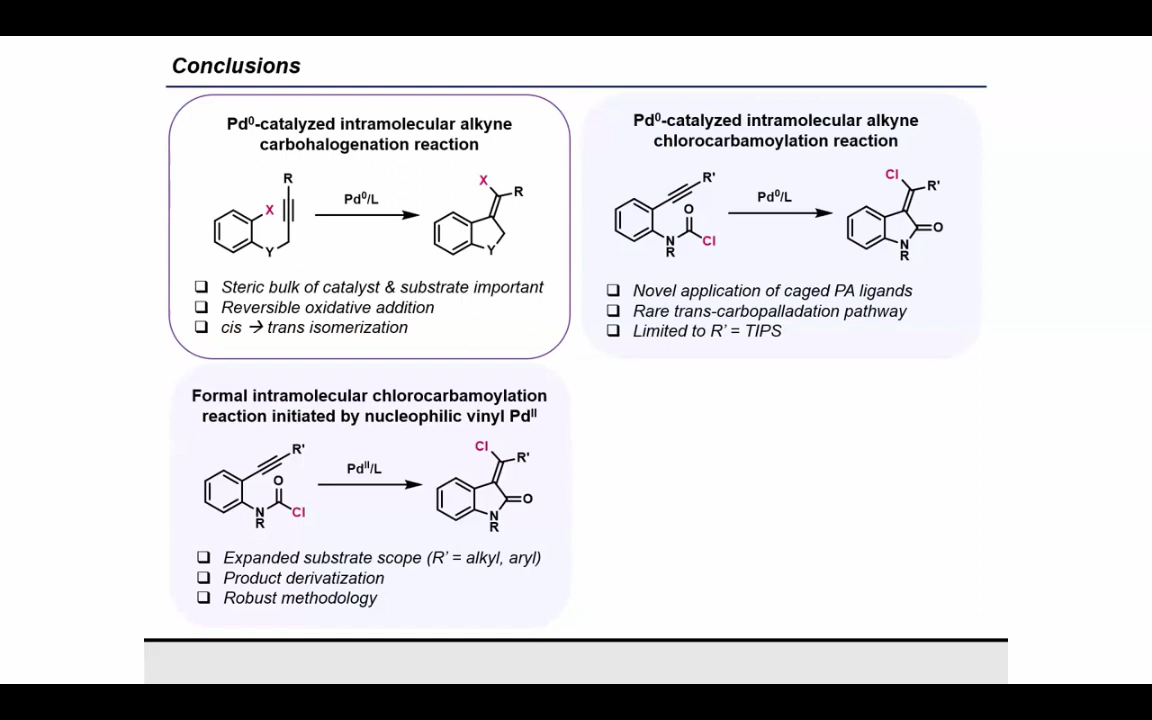 Conclusions
Pd⁰-catalyzed intramolecular alkyne
carbohalogenation reaction
R
X
Y
Pd⁰/L
X
R
Y
❑ Steric bulk of catalyst & substrate important
❑ Reversible oxidative addition
❑ cis → trans isomerization
Pd⁰-catalyzed intramolecular alkyne
chlorocarbamoylation reaction
R'
O
N
Cl
R
Pd⁰/L
Cl
R'
O
N
R
❑ Novel application of caged PA ligands
❑ Rare trans-carbopalladation pathway
❑ Limited to R' = TIPS
Formal intramolecular chlorocarbamoylation
reaction initiated by nucleophilic vinyl Pdᴵᴵ
R'
O
N
Cl
R
Pdᴵᴵ/L
Cl
R'
O
N
R
❑ Expanded substrate scope (R' = alkyl, aryl)
❑ Product derivatization
❑ Robust methodology